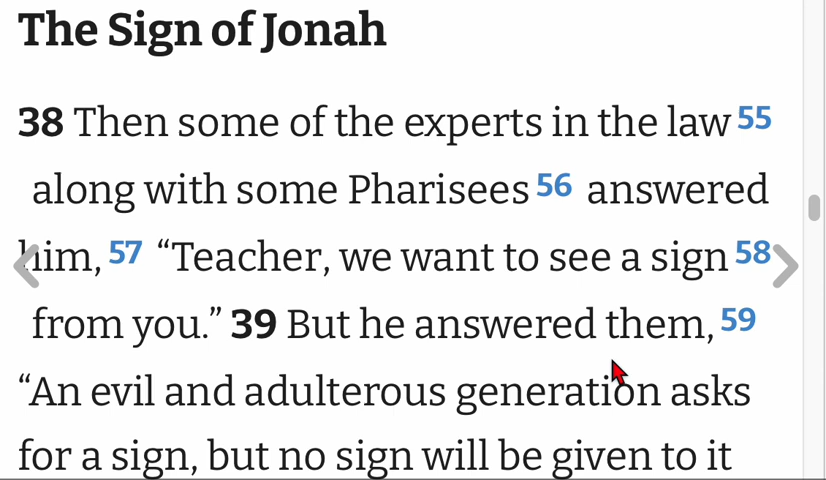 The Sign of Jonah
38 Then some of the experts in the law 55
along with some Pharisees 56 answered
him, 57 “Teacher, we want to see a sign 58
from you.” 39 But he answered them, 59
“An evil and adulterous generation asks
for a sign, but no sign will be given to it